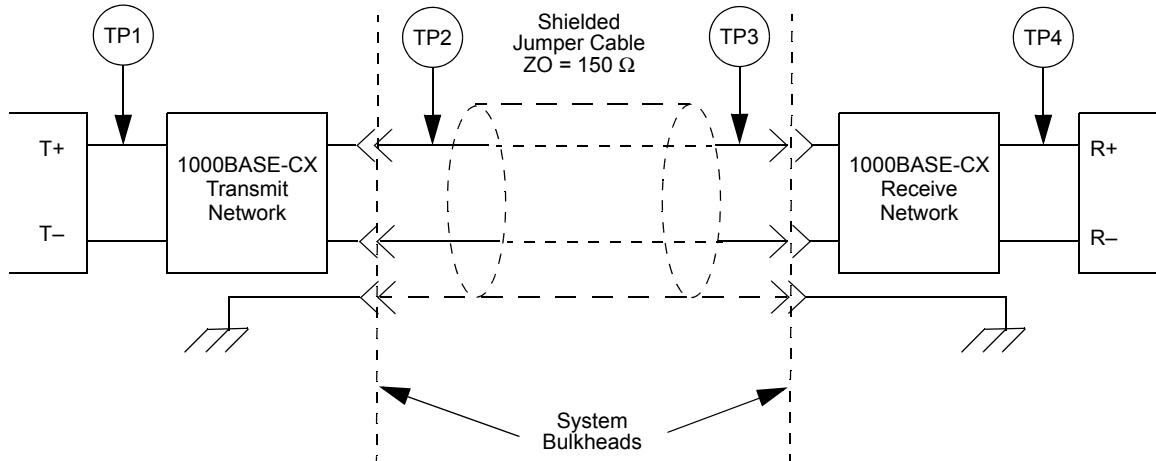 TP1
TP2
Shielded
Jumper Cable
ZO = 150 Ω
TP3
TP4
T+
T–
1000BASE-CX
Transmit
Network
1000BASE-CX
Receive
Network
R+
R–
System
Bulkheads